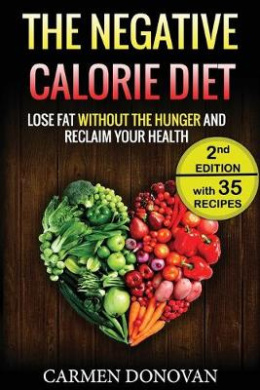 THE NEGATIVE
CALORIE DIET
LOSE FAT WITHOUT THE HUNGER AND
RECLAIM YOUR HEALTH
2nd
EDITION
with 35
RECIPES
CARMEN DONOVAN